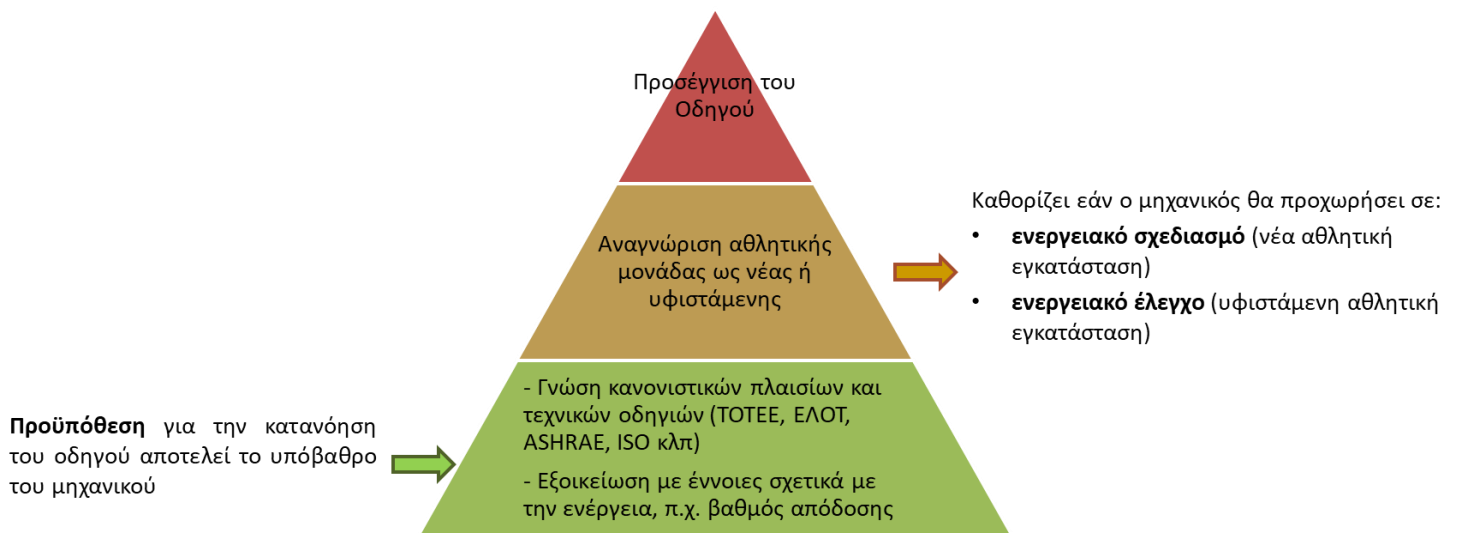 Προσέγγιση του
Οδηγού
Αναγνώριση αθλητικής
μονάδας ως νέας ή
υφιστάμενης
Καθορίζει εάν ο μηχανικός θα προχωρήσει σε:
• ενεργειακό σχεδιασμό (νέα αθλητική
εγκατάσταση)
• ενεργειακό έλεγχο (υφιστάμενη αθλητική
εγκατάσταση)
- Γνώση κανονιστικών πλαισίων και
τεχνικών οδηγιών (ΤΟΤΕΕ, ΕΛΟΤ,
ASHRAE, ISO κλπ)
- Εξοικείωση με έννοιες σχετικά με
την ενέργεια, π.χ. βαθμός απόδοσης
Προϋπόθεση για την κατανόηση
του οδηγού αποτελεί το υπόβαθρο
του μηχανικού